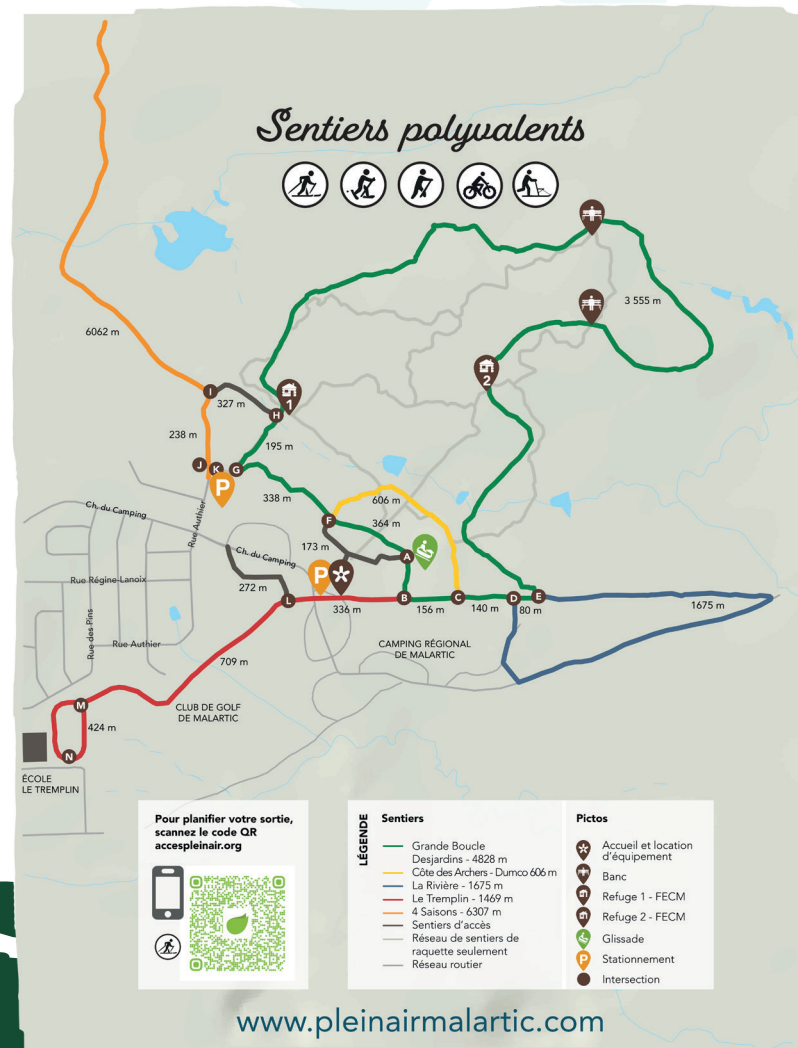 Sentiers polyvalents
3 555 m
6062 m
1
2
I
327 m
H
238 m
195 m
J
K
G
P
338 m
606 m
F
364 m
Ch. du Camping
Rue Authier
173 m
A
Ch. du Camping
P
Rue Régine-Lanoix
272 m
L
336 m
B
156 m
C
140 m
D
80 m
E
1675 m
Rue des Pins
Rue Authier
CAMPING RÉGIONAL
DE MALARTIC
709 m
M
CLUB DE GOLF
DE MALARTIC
424 m
N
ÉCOLE
LE TREMPLIN
Pour planifier votre sortie,
scannez le code QR
accespleinair.org
LÉGENDE
Sentiers
Grande Boucle
Desjardins - 4828 m
Côte des Archers - Dumco 606 m
La Rivière - 1675 m
Le Tremplin - 1469 m
4 Saisons - 6307 m
Sentiers d'accès
Réseau de sentiers de
raquette seulement
Réseau routier
Pictos
Accueil et location
d'équipement
Banc
Refuge 1 - FECM
Refuge 2 - FECM
Glissade
P
Stationnement
Intersection
www.pleinairmalartic.com